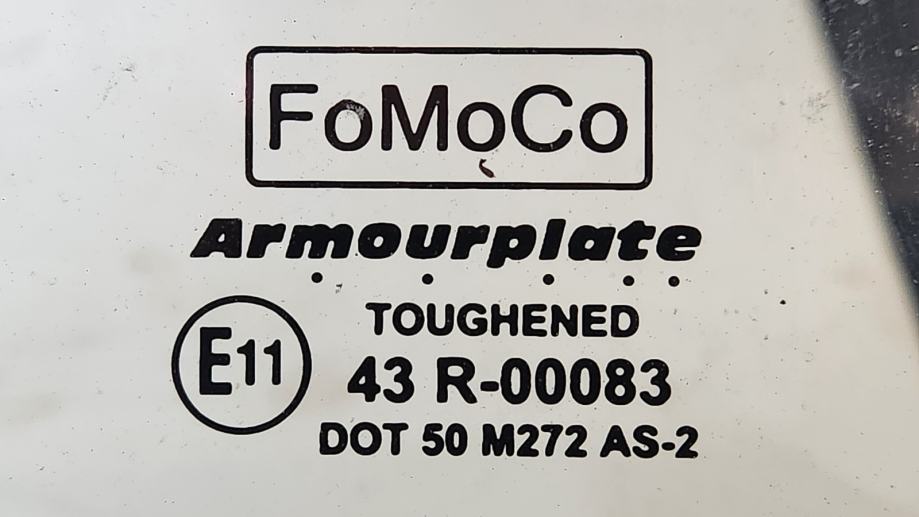 FoMoCo
Armourplate
TOUGHENED
E11
43 R-00083
DOT 50 M272 AS-2